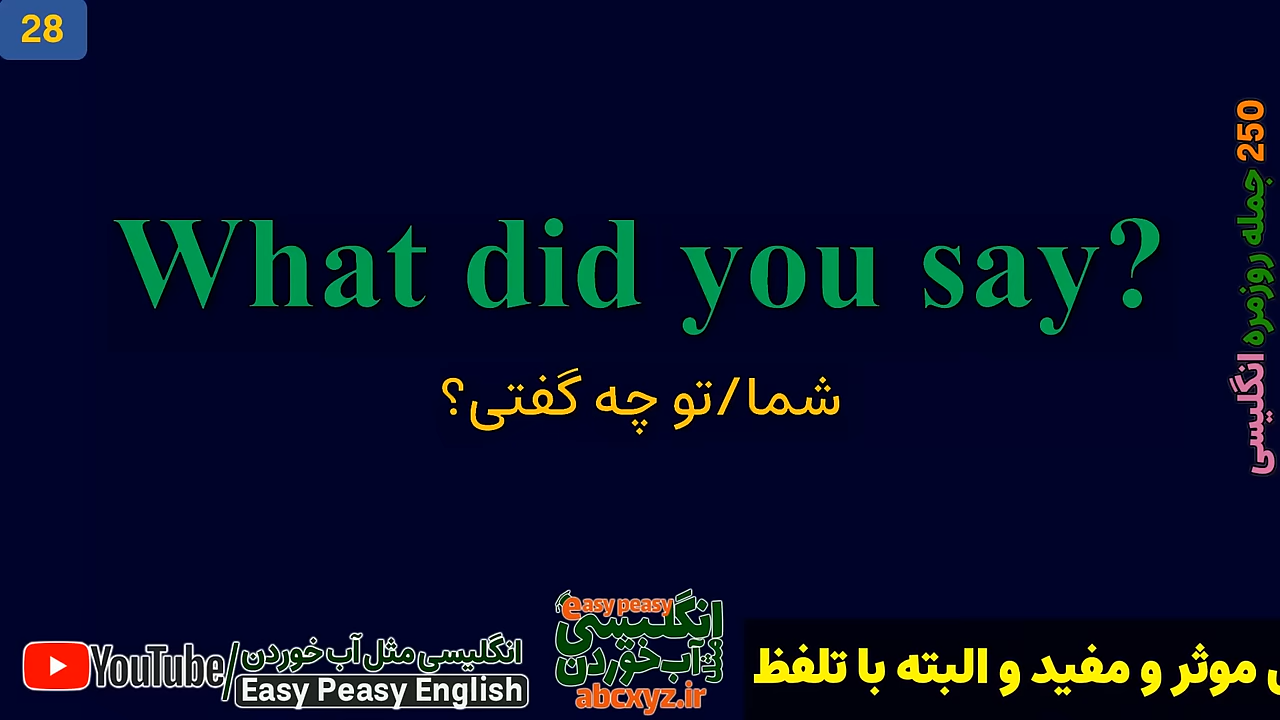 28
What did you say?
شما/تو چه گفتی؟
250 جمله روزمره انگلیسی
YouTube/
انگلیسی مثل آب خوردن
Easy Peasy English
easy peasy
انگلیسی
مثل آب خوردن
abcxyz.ir
موثر و مفید و البته با تلفظ